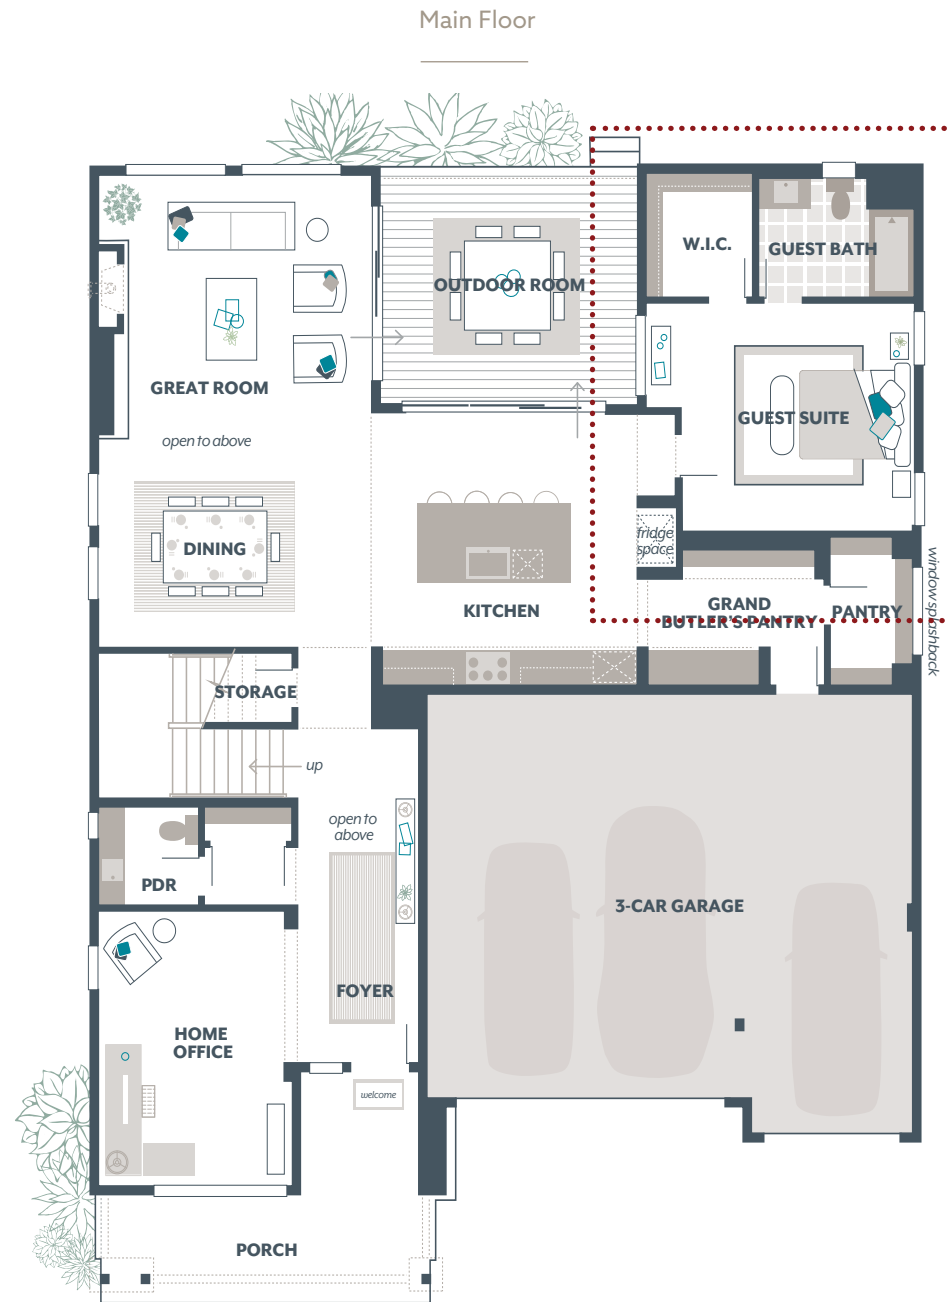 Main Floor
W.I.C.
GUEST BATH
OUTDOOR ROOM
GREAT ROOM
open to above
GUEST SUITE
DINING
fridge
space
KITCHEN
GRAND
BUTLER'S PANTRY
PANTRY
window splashback
STORAGE
up
open to
above
PDR
3-CAR GARAGE
FOYER
HOME
OFFICE
welcome
PORCH